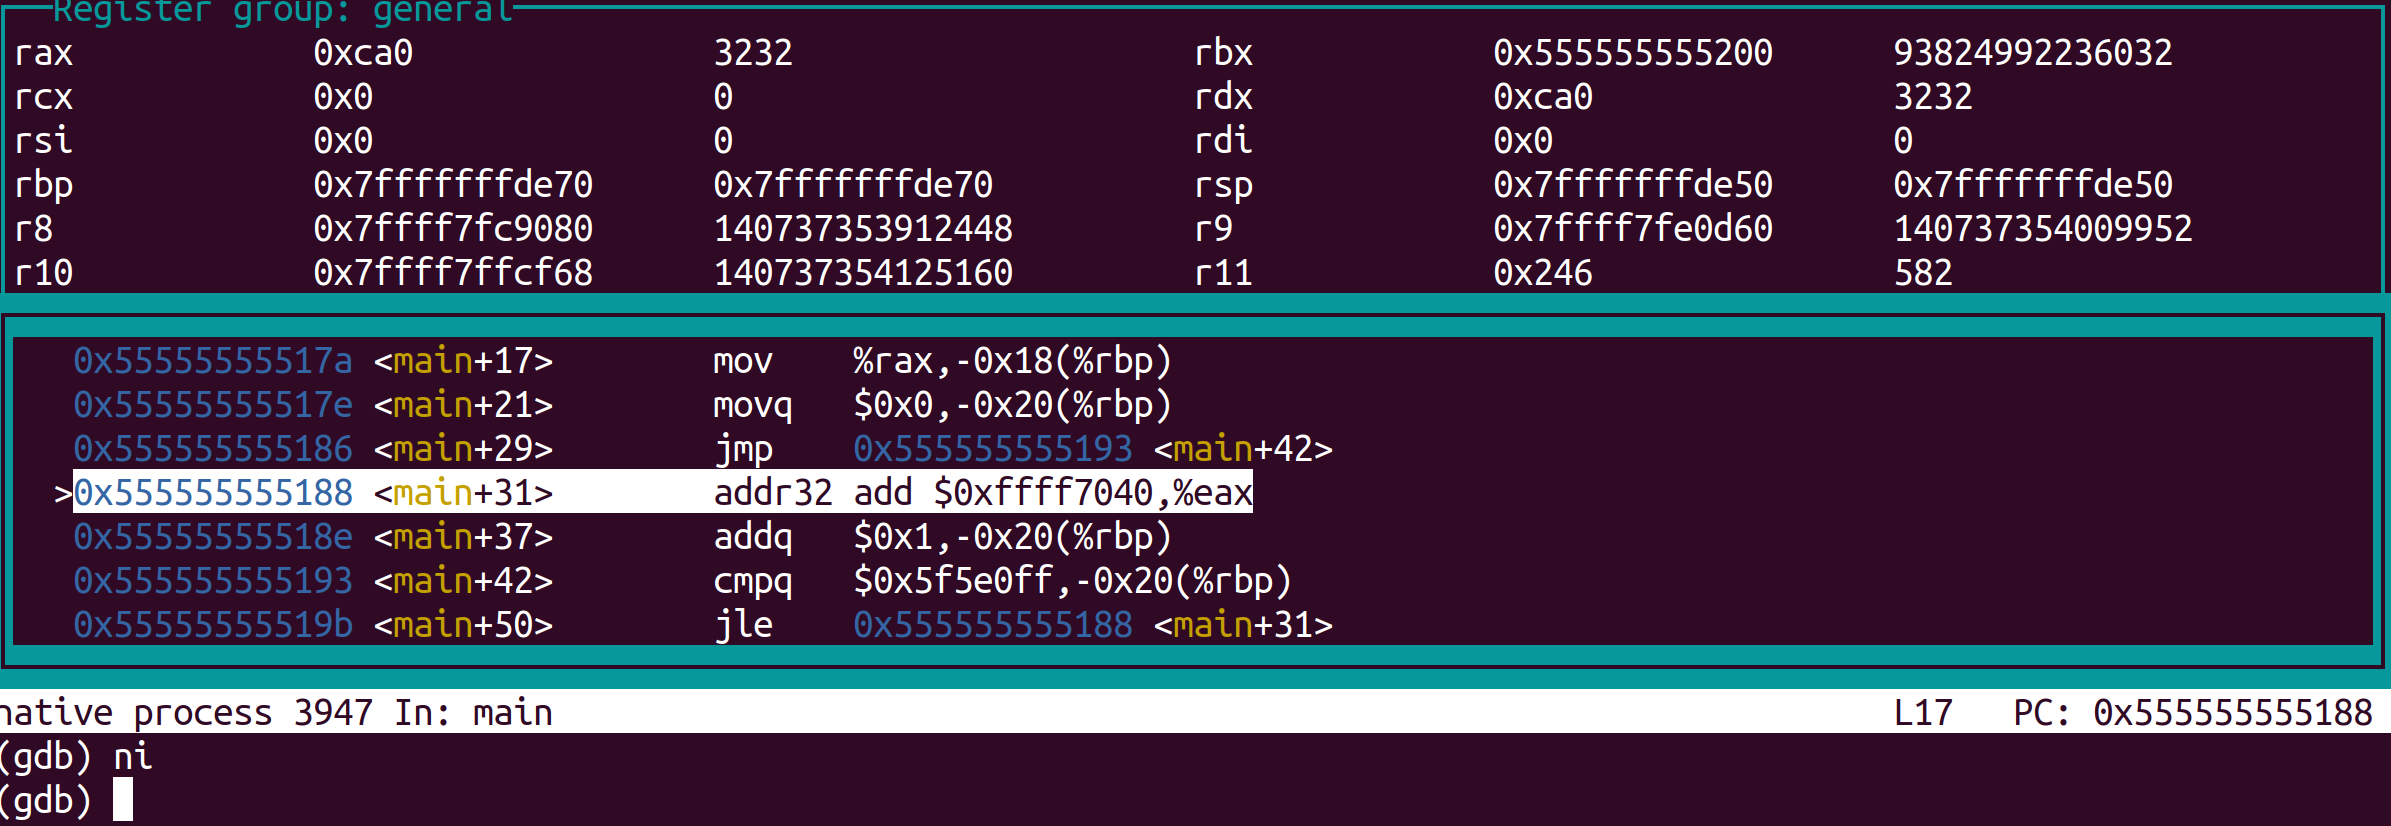 Register group: general
rax 0xca0 3232 rbx 0x555555555200 93824992236032
rcx 0x0 0 rdx 0xca0 3232
rsi 0x0 0 rdi 0x0 0
rbp 0x7fffffffde70 0x7fffffffde70 rsp 0x7fffffffde50 0x7fffffffde50
r8 0x7ffff7fc9080 140737353912448 r9 0x7ffff7fe0d60 140737354009952
r10 0x7ffff7ffcf68 140737354125160 r11 0x246 582
0x55555555517a <main+17> mov %rax,-0x18(%rbp)
0x55555555517e <main+21> movq $0x0,-0x20(%rbp)
0x555555555186 <main+29> jmp 0x555555555193 <main+42>
>0x555555555188 <main+31> addr32 add $0xffff7040,%eax
0x55555555518e <main+37> addq $0x1,-0x20(%rbp)
0x555555555193 <main+42> cmpq $0x5f5e0ff,-0x20(%rbp)
0x55555555519b <main+50> jle 0x555555555188 <main+31>
native process 3947 In: main L17 PC: 0x555555555188
(gdb) ni
(gdb)